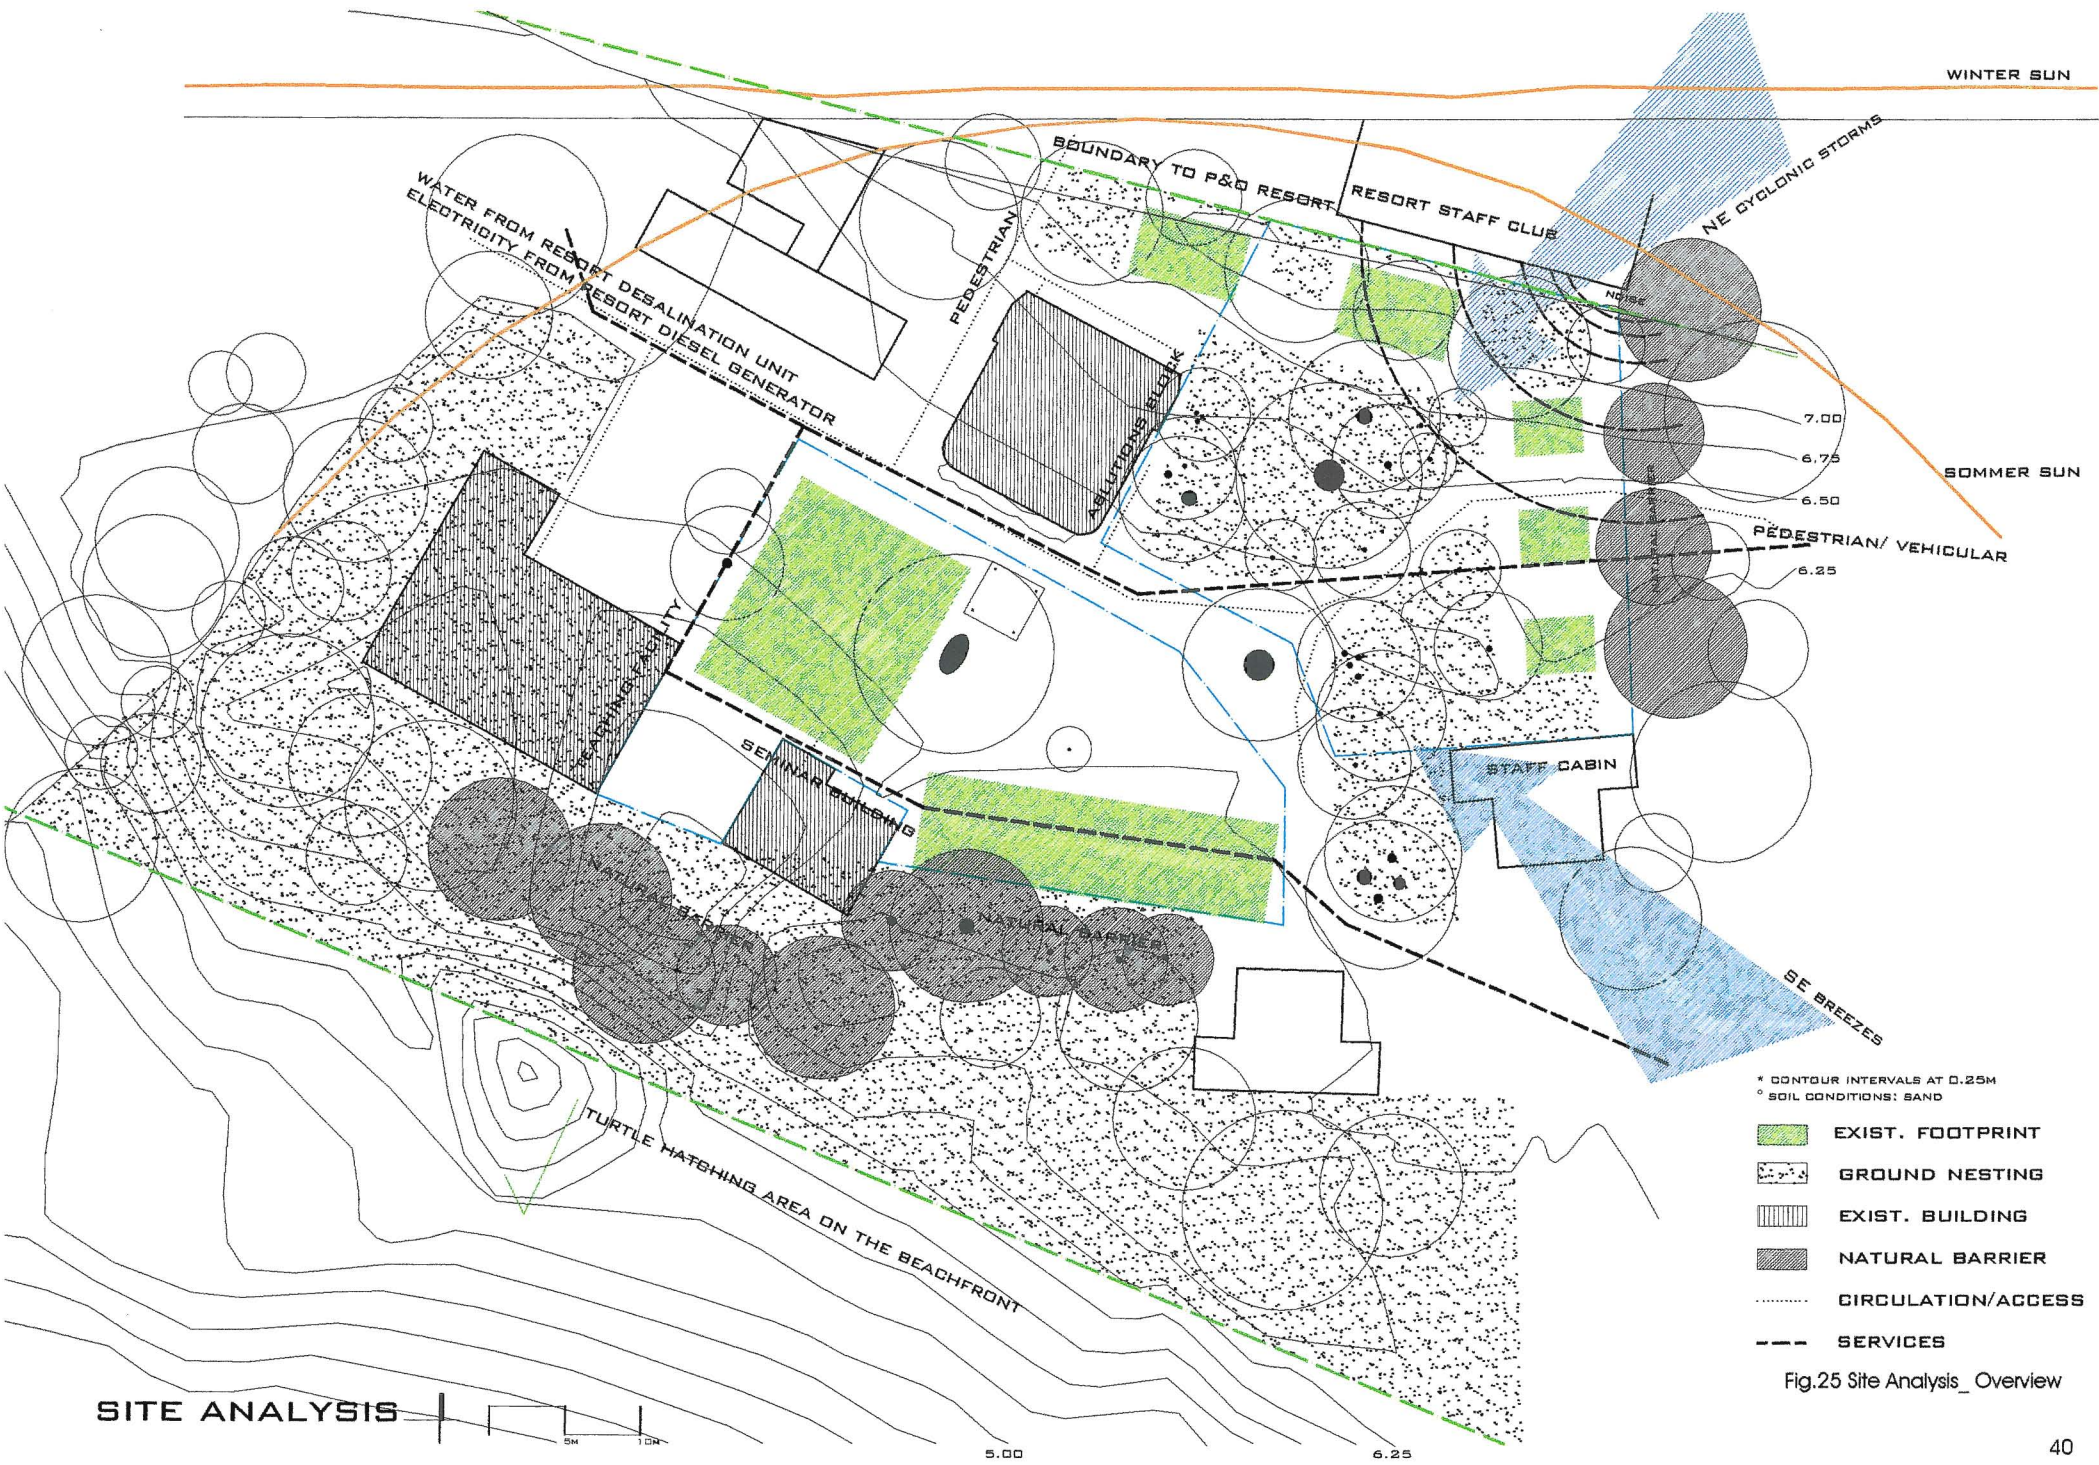 WINTER SUN
NE CYCLONIC STORMS
BOUNDARY TO P&O RESORT
RESORT STAFF CLUB
WATER FROM RESORT DESALINATION UNIT
ELECTRICITY FROM RESORT DIESEL GENERATOR
PEDESTRIAN
NOISE
ABLUTIONS BLOCK
7.00
6.75
SOMMER SUN
6.50
NATURAL BARRIER
PEDESTRIAN/ VEHICULAR
6.25
TEACHING FACILITY
SEMINAR BUILDING
STAFF CABIN
NATURAL BARRIER
NATURAL BARRIER
SE BREEZES
TURTLE HATCHING AREA ON THE BEACHFRONT
* CONTOUR INTERVALS AT 0.25M
° SOIL CONDITIONS: SAND
EXIST. FOOTPRINT
GROUND NESTING
EXIST. BUILDING
NATURAL BARRIER
CIRCULATION/ACCESS
SERVICES
Fig.25 Site Analysis_ Overview
SITE ANALYSIS
5M
10M
5.00
6.25
40